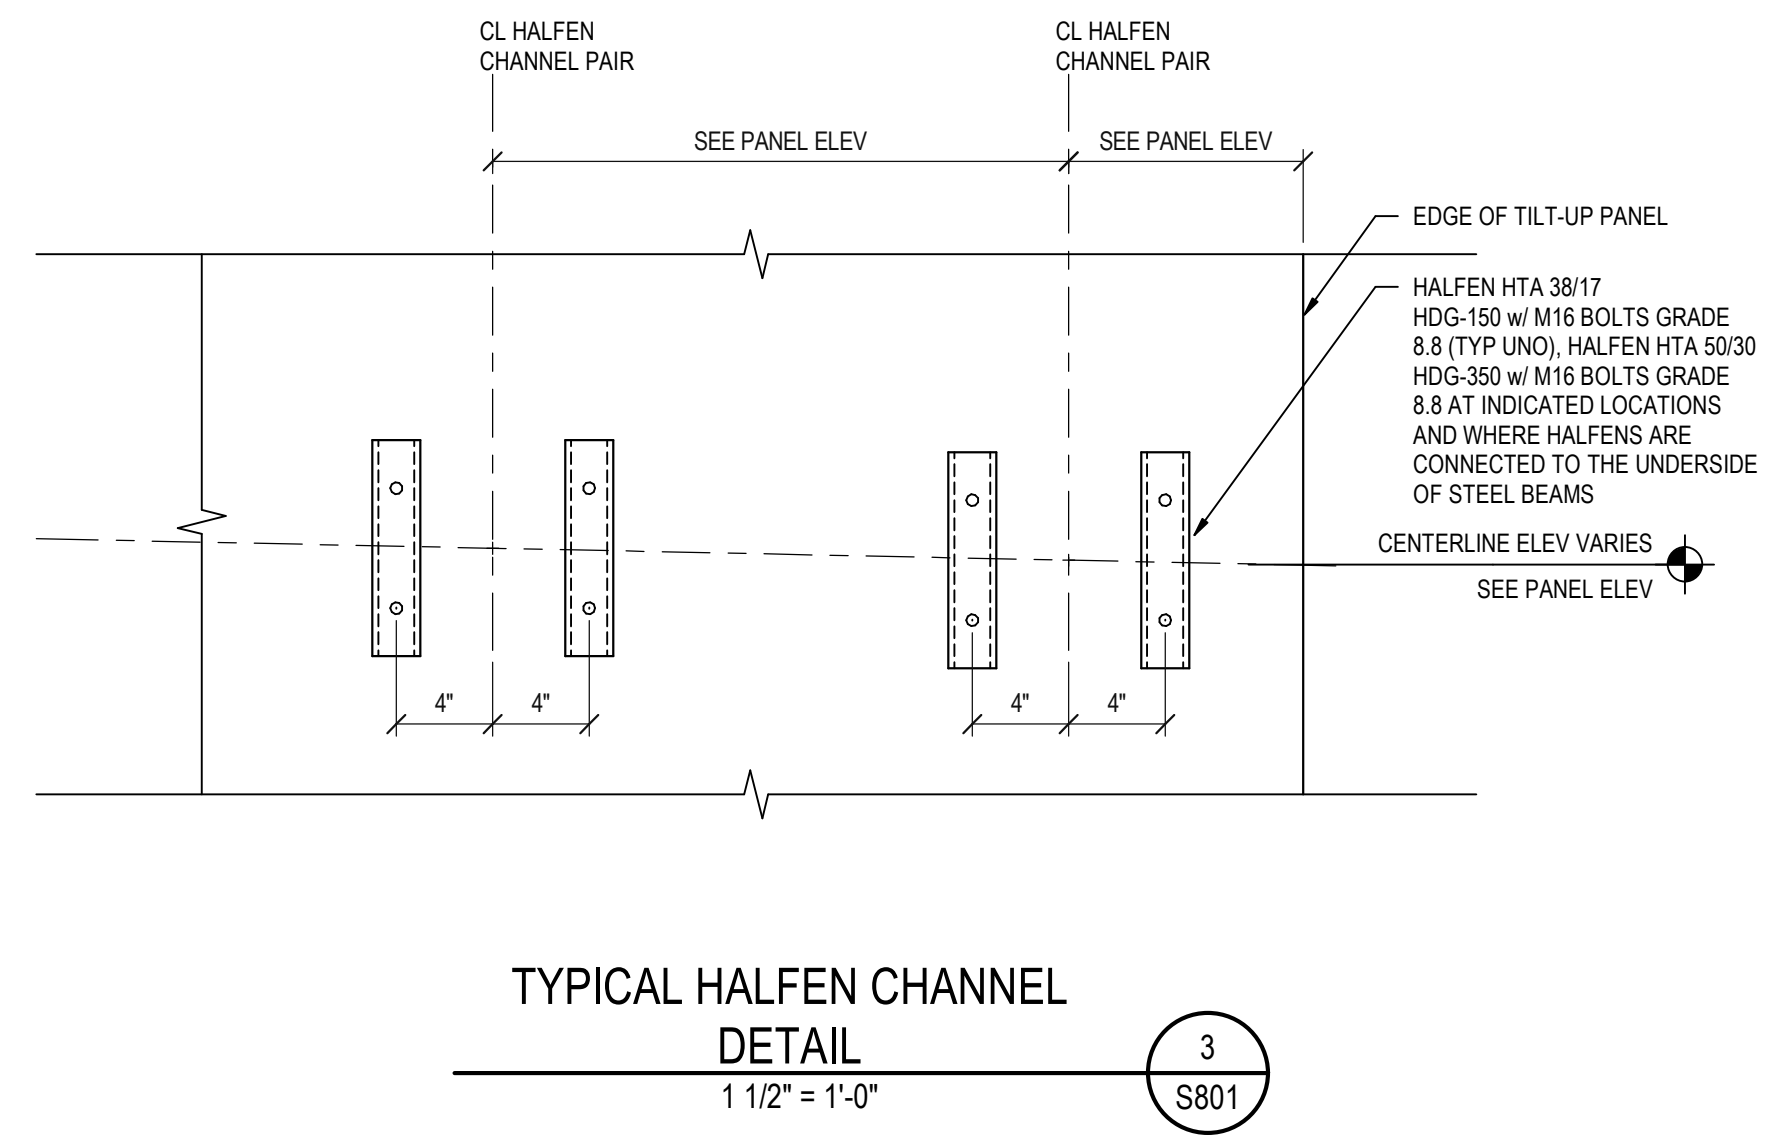 CL HALFEN
CHANNEL PAIR
CL HALFEN
CHANNEL PAIR
SEE PANEL ELEV
SEE PANEL ELEV
EDGE OF TILT-UP PANEL
HALFEN HTA 38/17
HDG-150 w/ M16 BOLTS GRADE
8.8 (TYP UNO), HALFEN HTA 50/30
HDG-350 w/ M16 BOLTS GRADE
8.8 AT INDICATED LOCATIONS
AND WHERE HALFENS ARE
CONNECTED TO THE UNDERSIDE
OF STEEL BEAMS
CENTERLINE ELEV VARIES
SEE PANEL ELEV
4"
4"
4"
4"
TYPICAL HALFEN CHANNEL
DETAIL
1 1/2" = 1'-0"
3
S801